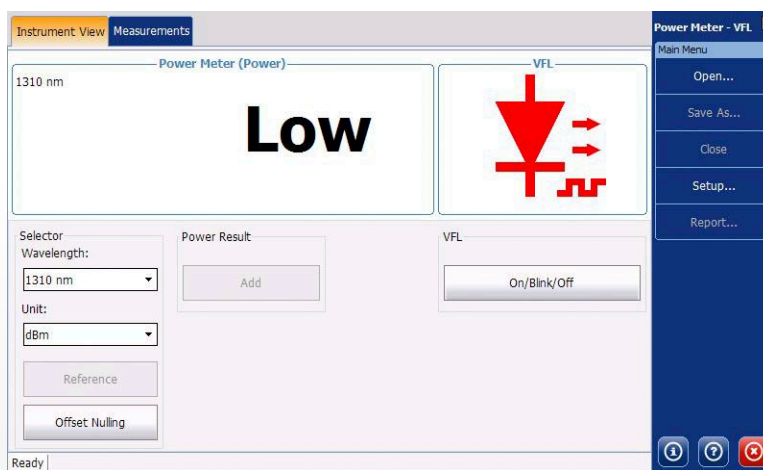 Instrument View Measurements
Power Meter (Power)
1310 nm
Low
VFL
Selector
Wavelength:
1310 nm
Unit:
dBm
Reference
Offset Nulling
Power Result
Add
VFL
On/Blink/Off
Ready
Power Meter - VFL
Main Menu
Open...
Save As...
Close
Setup...
Report...